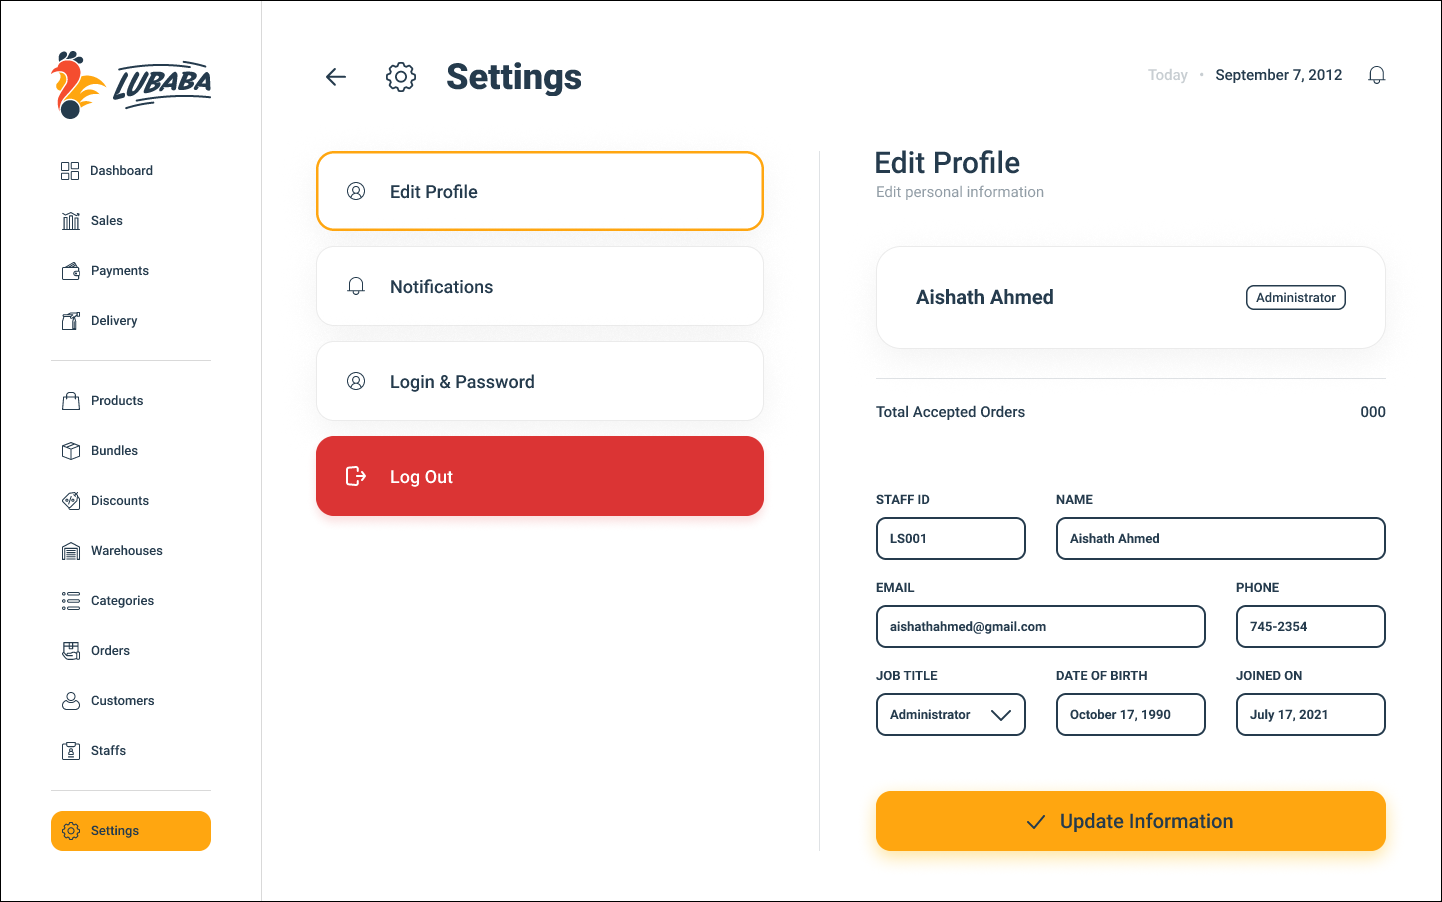 LUBABA
Dashboard
Sales
Payments
Delivery
Products
Bundles
Discounts
Warehouses
Categories
Orders
Customers
Staffs
Settings
Settings
Today • September 7, 2012
Edit Profile
Notifications
Login & Password
Log Out
Edit Profile
Edit personal information
Aishath Ahmed
Administrator
Total Accepted Orders 000
STAFF ID NAME
LS001 Aishath Ahmed
EMAIL PHONE
aishathahmed@gmail.com 745-2354
JOB TITLE DATE OF BIRTH JOINED ON
Administrator October 17, 1990 July 17, 2021
Update Information